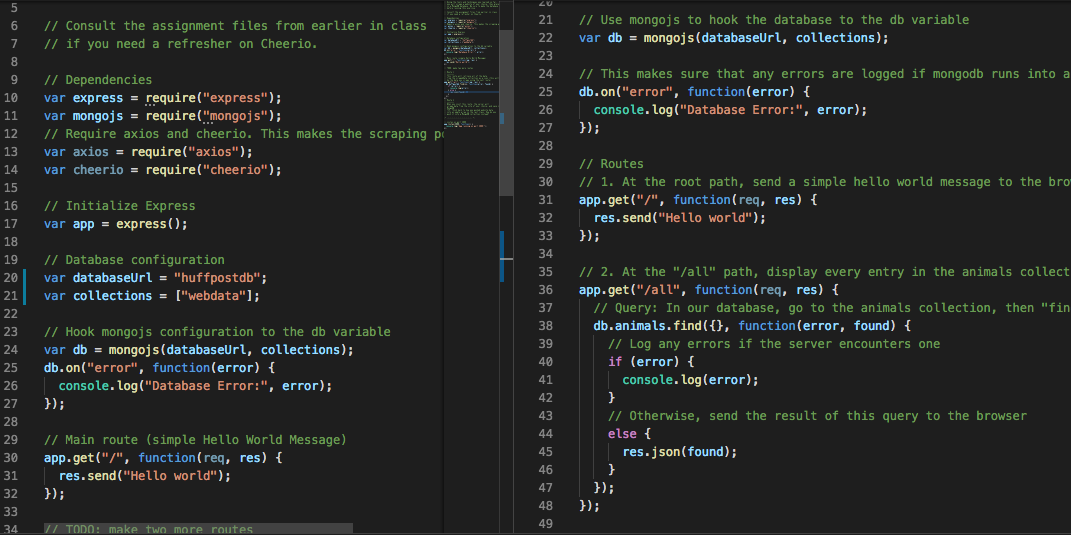 5
6 // Consult the assignment files from earlier in class
7 // if you need a refresher on Cheerio.
8
9 // Dependencies
10 var express = require("express");
11 var mongojs = require("mongojs");
12 // Require axios and cheerio. This makes the scraping po
13 var axios = require("axios");
14 var cheerio = require("cheerio");
15
16 // Initialize Express
17 var app = express();
18
19 // Database configuration
20 var databaseUrl = "huffpostdb";
21 var collections = ["webdata"];
22
23 // Hook mongojs configuration to the db variable
24 var db = mongojs(databaseUrl, collections);
25 db.on("error", function(error) {
26   console.log("Database Error:", error);
27 });
28
29 // Main route (simple Hello World Message)
30 app.get("/", function(req, res) {
31   res.send("Hello world");
32 });
33
34 // TODO: make two more routes
20
21 // Use mongojs to hook the database to the db variable
22 var db = mongojs(databaseUrl, collections);
23
24 // This makes sure that any errors are logged if mongodb runs into a
25 db.on("error", function(error) {
26   console.log("Database Error:", error);
27 });
28
29 // Routes
30 // 1. At the root path, send a simple hello world message to the bro
31 app.get("/", function(req, res) {
32   res.send("Hello world");
33 });
34
35 // 2. At the "/all" path, display every entry in the animals collect
36 app.get("/all", function(req, res) {
37   // Query: In our database, go to the animals collection, then "fin
38   db.animals.find({}, function(error, found) {
39     // Log any errors if the server encounters one
40     if (error) {
41       console.log(error);
42     }
43     // Otherwise, send the result of this query to the browser
44     else {
45       res.json(found);
46     }
47   });
48 });
49